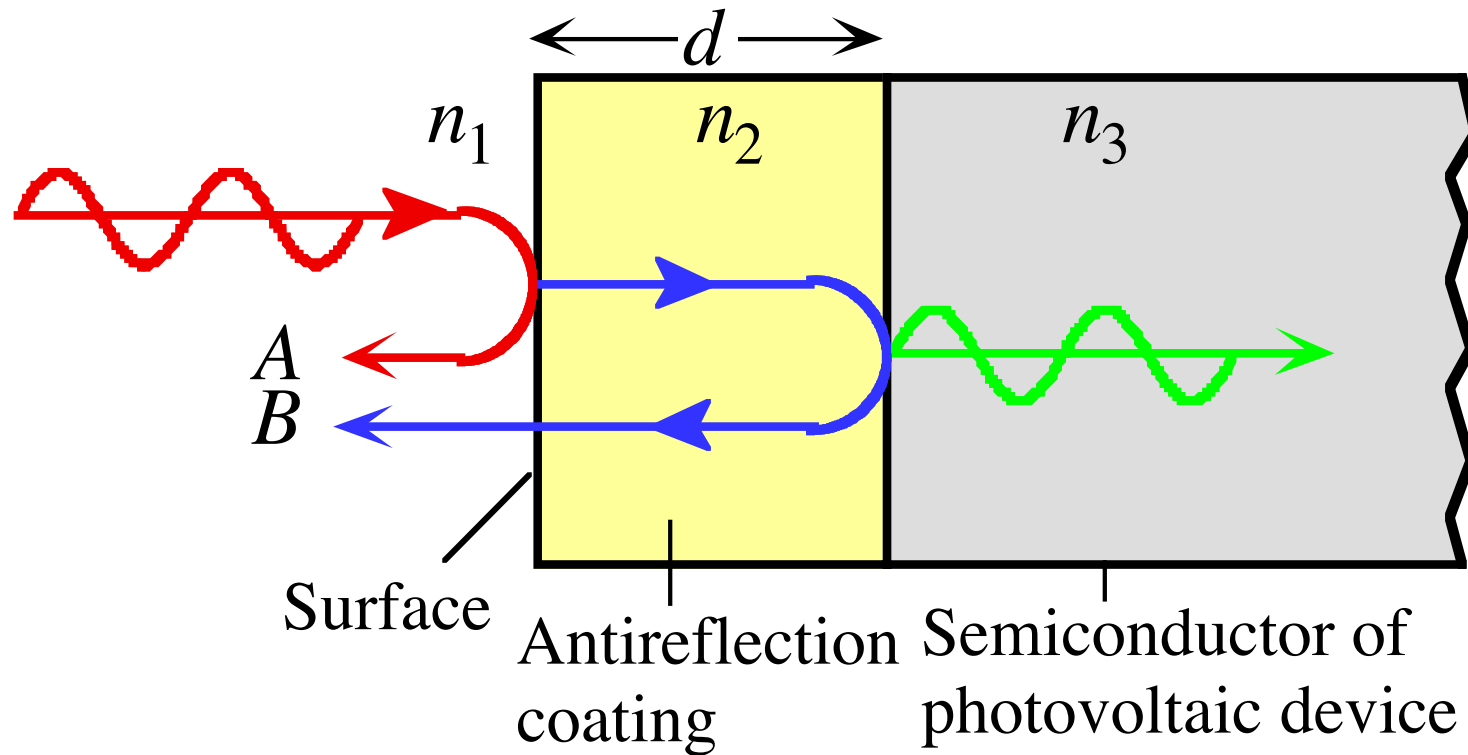 d
n1
n2
n3
A
B
Surface
Antireflection
coating
Semiconductor of
photovoltaic device